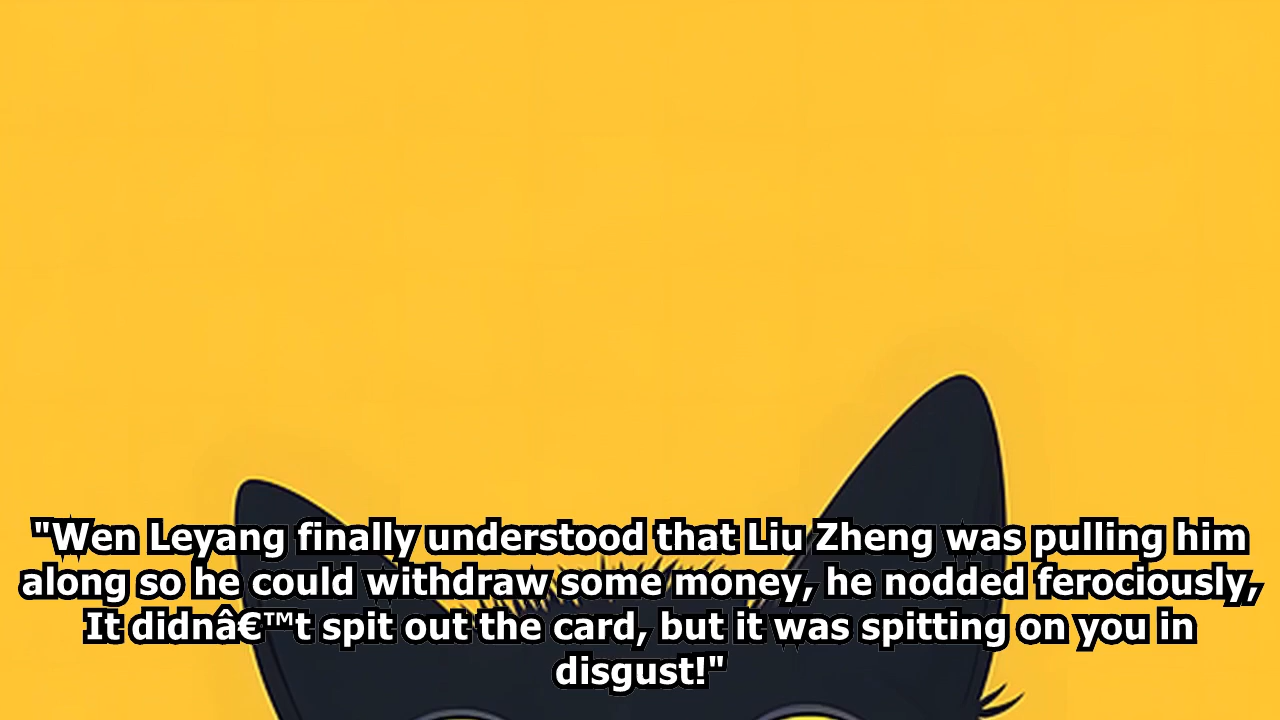 "Wen Leyang finally understood that Liu Zheng was pulling him
along so he could withdraw some money, he nodded ferociously,
It didnâ€™t spit out the card, but it was spitting on you in
disgust!"